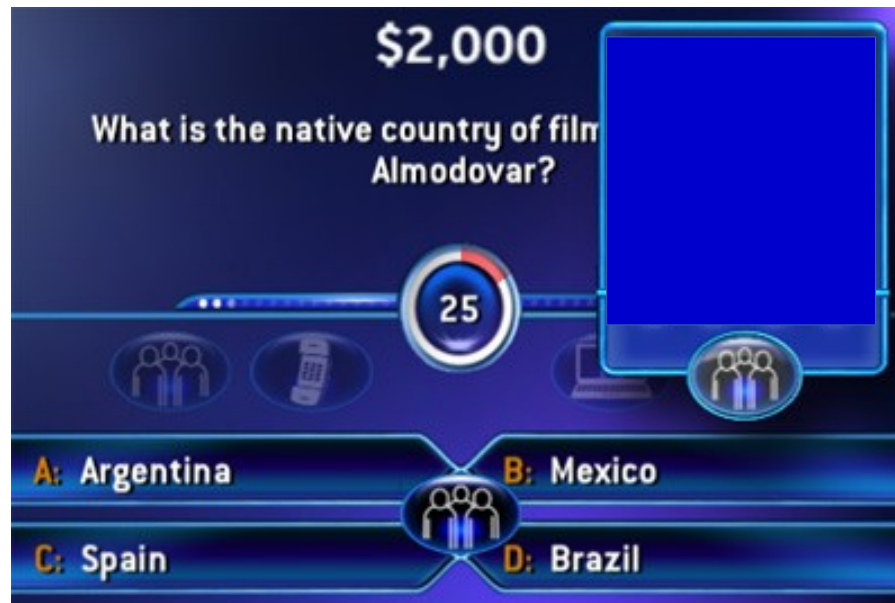 $2,000
What is the native country of film
Almodovar?
25
A: Argentina
B: Mexico
C: Spain
D: Brazil